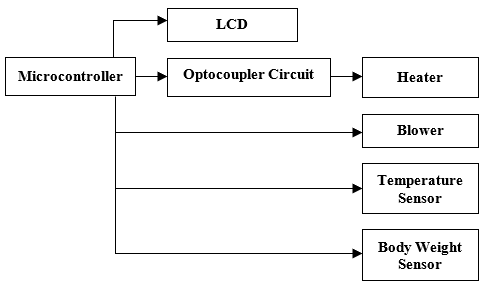 LCD
Microcontroller
Optocoupler Circuit
Heater
Blower
Temperature
Sensor
Body Weight
Sensor